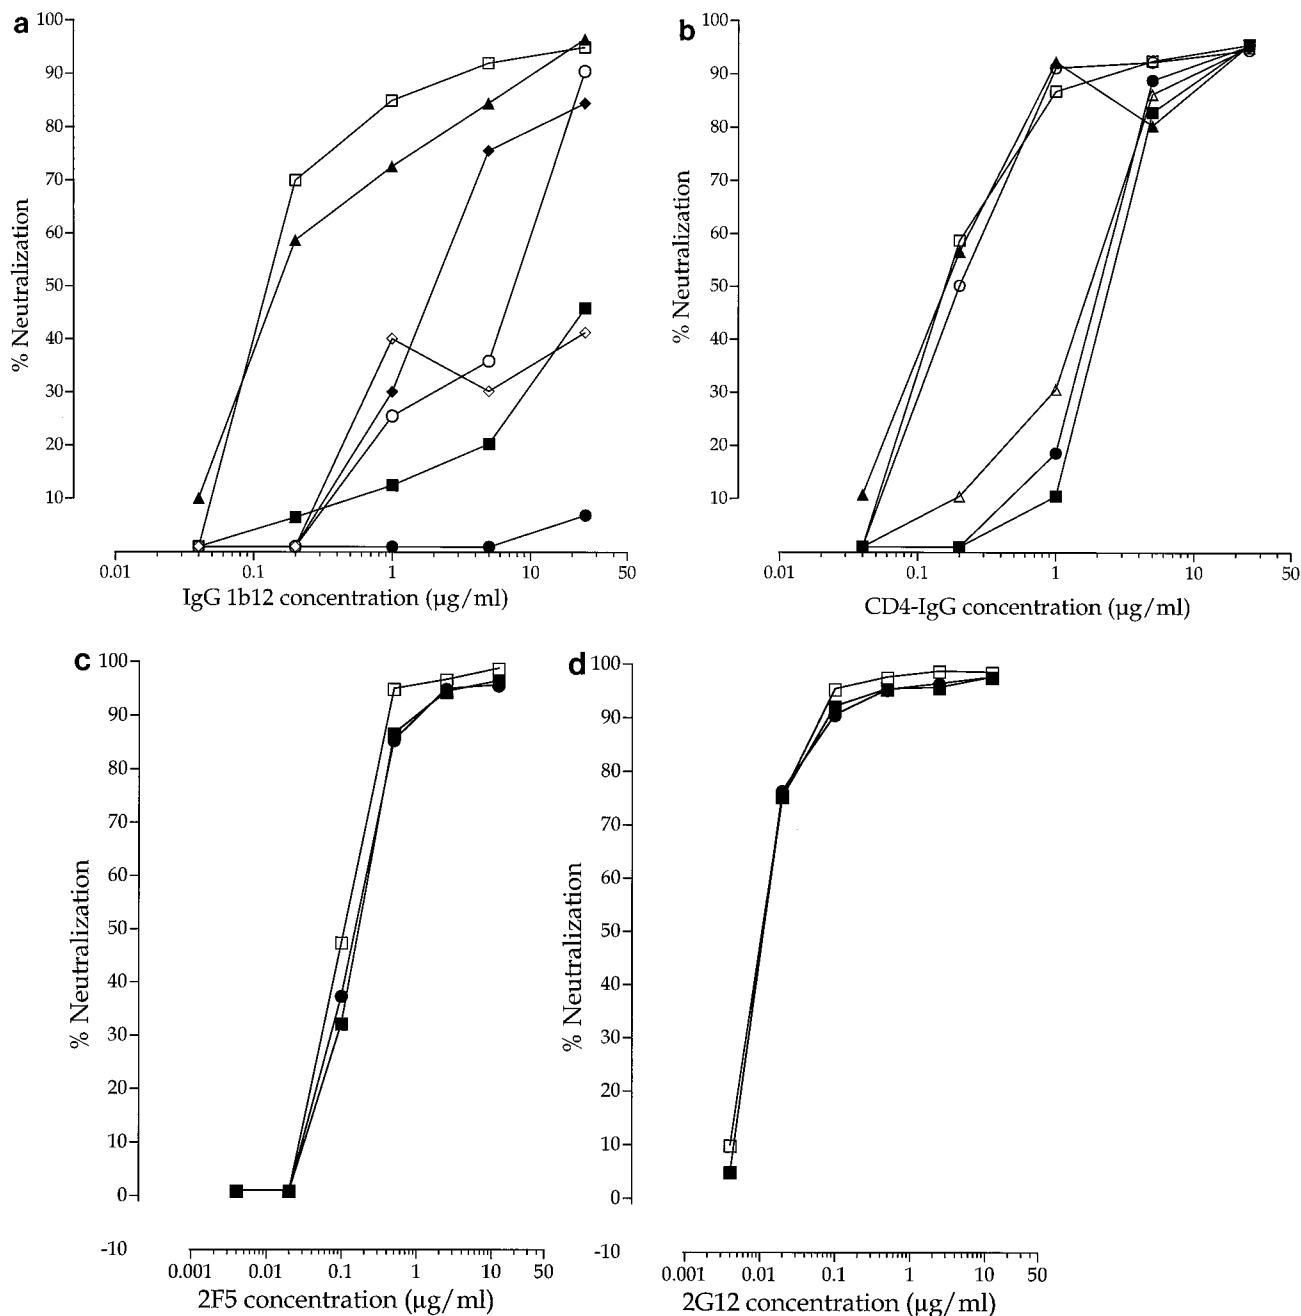 a
100
90
80
70
60
50
40
30
20
10
% Neutralization
0.01 0.1 1 10 50
IgG 1b12 concentration (µg/ml)
b
100
90
80
70
60
50
40
30
20
10
% Neutralization
0.01 0.1 1 10 50
CD4-IgG concentration (µg/ml)
c
100
90
80
70
60
50
40
30
20
10
0
-10
% Neutralization
0.001 0.01 0.1 1 10 50
2F5 concentration (µg/ml)
d
100
90
80
70
60
50
40
30
20
10
0
-10
% Neutralization
0.001 0.01 0.1 1 10 50
2G12 concentration (µg/ml)